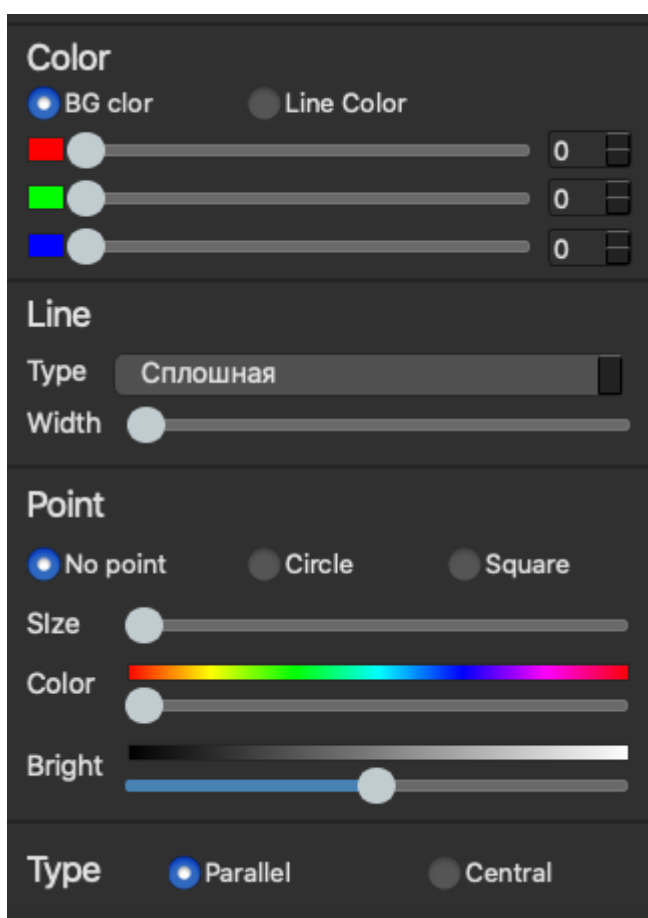 Color
BG clor Line Color
0
0
0
Line
Type Сплошная
Width
Point
No point Circle Square
SIze
Color
Bright
Type Parallel Central